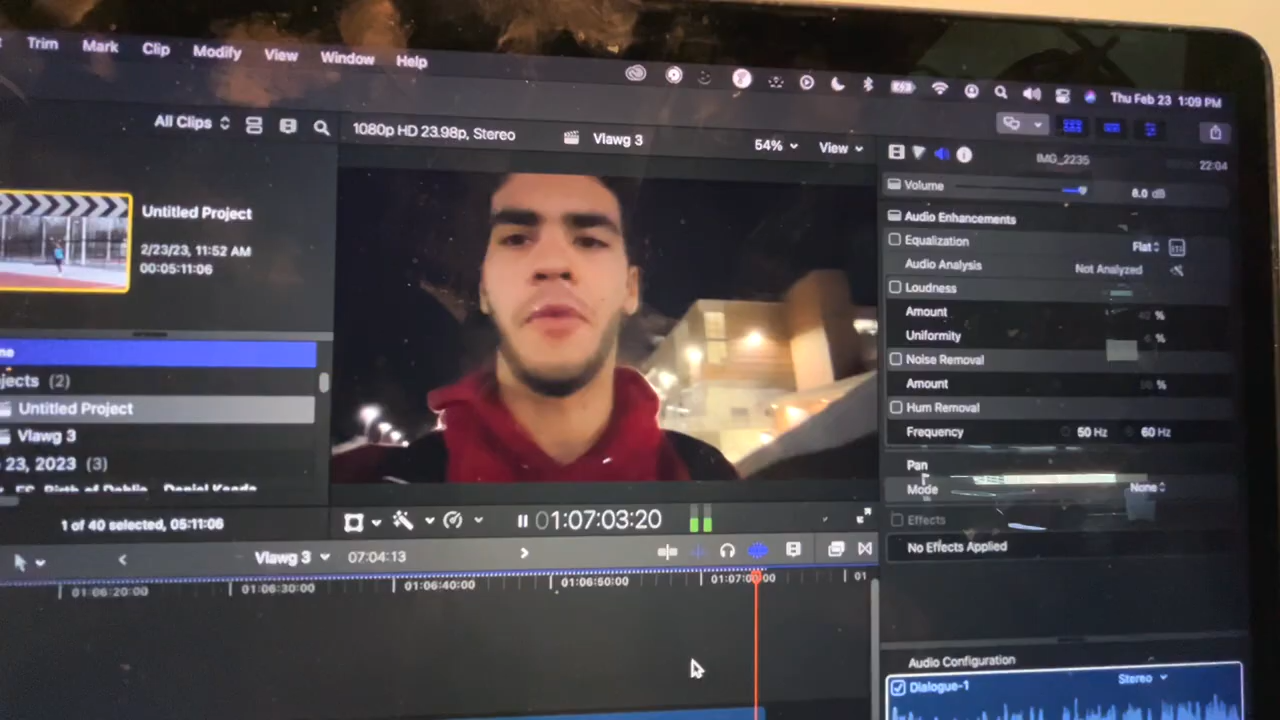 Trim Mark Clip Modify View Window Help
Thu Feb 23 1:09 PM
All Clips
1080p HD 23.98p, Stereo
Vlawg 3
54%
View
IMG_2235
22:04
Volume
8.0 dB
Untitled Project
2/23/23, 11:52 AM
00:05:11:06
Audio Enhancements
Equalization
Flat
Audio Analysis
Not Analyzed
Loudness
Amount
%
Uniformity
%
Noise Removal
Amount
%
Hum Removal
Frequency
50 Hz
60 Hz
Pan
Mode
None
Effects
No Effects Applied
jects (2)
Untitled Project
Vlawg 3
23, 2023 (3)
1 of 40 selected, 05:11:06
01:07:03:20
Vlawg 3
07:04:13
01:06:20:00
01:06:30:00
01:06:40:00
01:06:50:00
01:07:00:00
01
Audio Configuration
Dialogue-1
Stereo